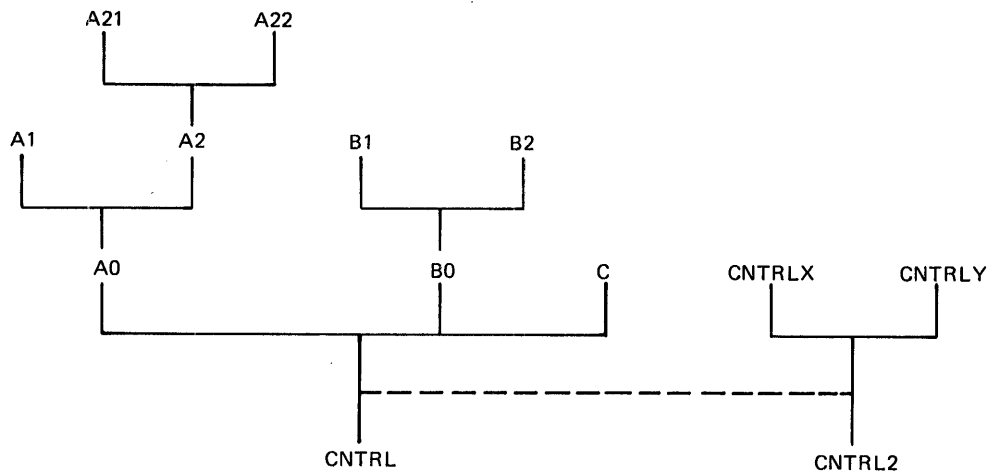 A21 A22
A1 A2 B1 B2
A0 B0 C CNTRLX CNTRLY
CNTRL CNTRL2